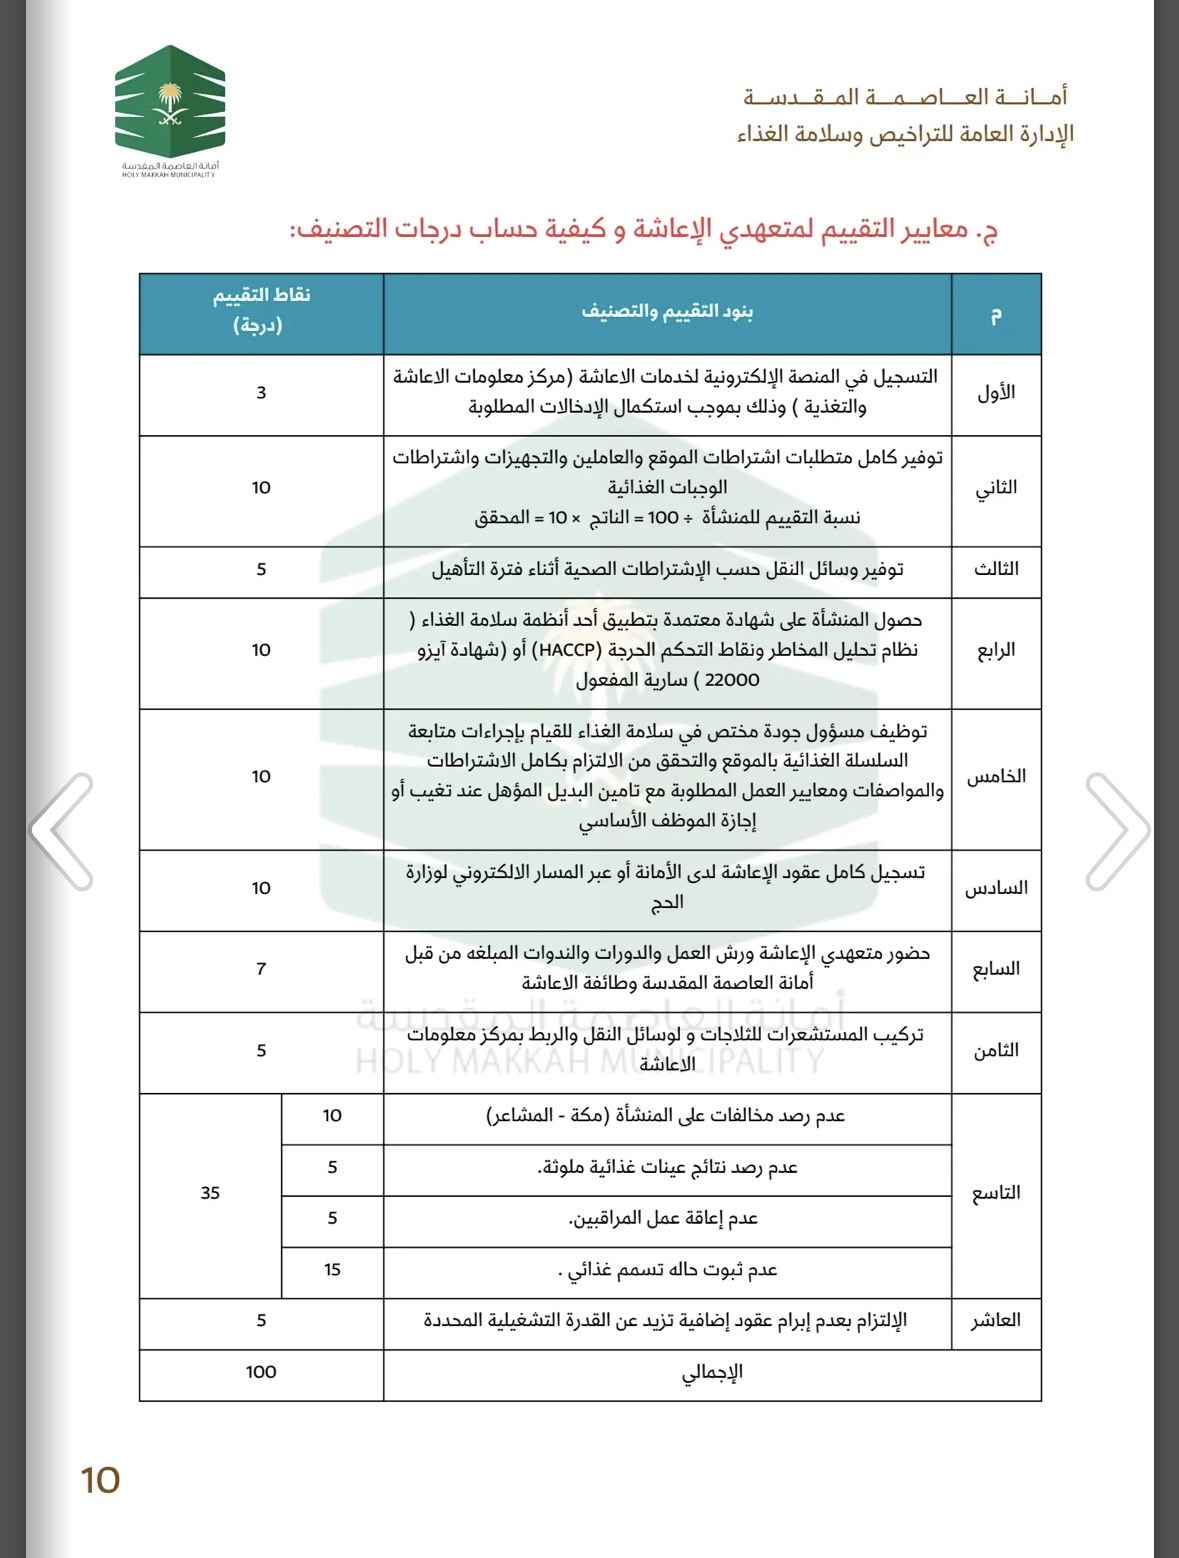 أمانة العاصمة المقدسة
الإدارة العامة للتراخيص وسلامة الغذاء
أمانة العاصمة المقدسة
HOLY MAKKAH MUNICIPALITY
ج. معايير التقييم لمتعهدي الإعاشة و كيفية حساب درجات التصنيف:
م
بنود التقييم والتصنيف
نقاط التقييم
(درجة)
الأول
التسجيل في المنصة الإلكترونية لخدمات الاعاشة (مركز معلومات الاعاشة
والتغذية ) وذلك بموجب استكمال الإدخالات المطلوبة
3
الثاني
توفير كامل متطلبات اشتراطات الموقع والعاملين والتجهيزات واشتراطات
الوجبات الغذائية
نسبة التقييم للمنشأة ÷ 100 = الناتج × 10 = المحقق
10
الثالث
توفير وسائل النقل حسب الإشتراطات الصحية أثناء فترة التأهيل
5
الرابع
حصول المنشأة على شهادة معتمدة بتطبيق أحد أنظمة سلامة الغذاء (
نظام تحليل المخاطر ونقاط التحكم الحرجة (HACCP) أو (شهادة آيزو
22000 ) سارية المفعول
10
الخامس
توظيف مسؤول جودة مختص في سلامة الغذاء للقيام بإجراءات متابعة
السلسلة الغذائية بالموقع والتحقق من الالتزام بكامل الاشتراطات
والمواصفات ومعايير العمل المطلوبة مع تامين البديل المؤهل عند تغيب أو
إجازة الموظف الأساسي
10
السادس
تسجيل كامل عقود الإعاشة لدى الأمانة أو عبر المسار الالكتروني لوزارة
الحج
10
السابع
حضور متعهدي الإعاشة ورش العمل والدورات والندوات المبلغه من قبل
أمانة العاصمة المقدسة وطائفة الاعاشة
7
أمانة العاصمة المقدسة
HOLY MAKKAH MUNICIPALITY
الثامن
تركيب المستشعرات للثلاجات و لوسائل النقل والربط بمركز معلومات
الاعاشة
5
التاسع
عدم رصد مخالفات على المنشأة (مكة - المشاعر)
10
عدم رصد نتائج عينات غذائية ملوثة.
5
عدم إعاقة عمل المراقبين.
5
عدم ثبوت حاله تسمم غذائي .
15
35
العاشر
الإلتزام بعدم إبرام عقود إضافية تزيد عن القدرة التشغيلية المحددة
5
الإجمالي
100
10